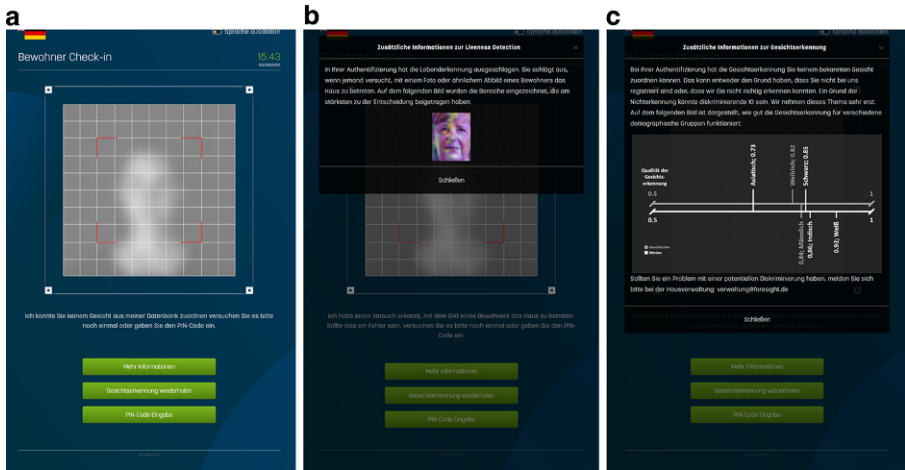 a
Sprache ausstellen
Bewohner Check-in
15:43
Ich konnte Sie keinem Gesicht aus meiner Datenbank zuordnen versuchen Sie es bitte
noch einmal oder geben Sie den PIN-Code ein.
Mehr Informationen
Gesichtserkennung wiederholen
PIN-Code Eingabe
b
Sprache ausstellen
Zusätzliche Informationen zur Liveness Detection
In Ihrer Authentifizierung hat die Lebenderkennung ausgeschlagen. Sie schlägt aus,
wenn jemand versucht, mit einem Foto oder ähnlichem Abbild eines Bewohners das
Haus zu betreten. Auf dem folgenden Bild wurden die Bereiche eingezeichnet, die am
stärksten zu der Entscheidung beigetragen haben:
Schließen
Ich habe einen Versuch erkannt, mit dem Bild eines Bewohners das Haus zu betreten.
Sollte dies ein Fehler sein, versuchen Sie es bitte noch einmal oder geben Sie den PIN-
Code ein.
Mehr Informationen
Gesichtserkennung wiederholen
PIN-Code Eingabe
c
Sprache ausstellen
Zusätzliche Informationen zur Gesichtserkennung
Bei Ihrer Authentifizierung hat die Gesichtserkennung Sie keinem bekannten Gesicht
zuordnen können. Das kann entweder den Grund haben, dass Sie nicht bei uns
registriert sind oder, dass wir Sie nicht richtig erkennen konnten. Ein Grund der
Nichterkennung könnte diskriminierende KI sein. Wir nehmen dieses Thema sehr ernst.
Auf dem folgenden Bild ist dargestellt, wie gut die Gesichtserkennung für verschiedene
demographische Gruppen funktioniert:
Qualität der
Gesichts-
erkennung
Asiatisch; 0.73
Weiblich; 0.82
Schwarz; 0.85
0.5
1
0.5
1
0.84; Männlich
0.86; Indisch
0.92; Weiß
Geschlechter
Ethnien
Sollten Sie ein Problem mit einer potentiellen Diskriminierung haben, melden Sie sich
bitte bei der Hausverwaltung: verwaltung@foresight.de
Schließen
Mehr Informationen
Gesichtserkennung wiederholen
PIN-Code Eingabe